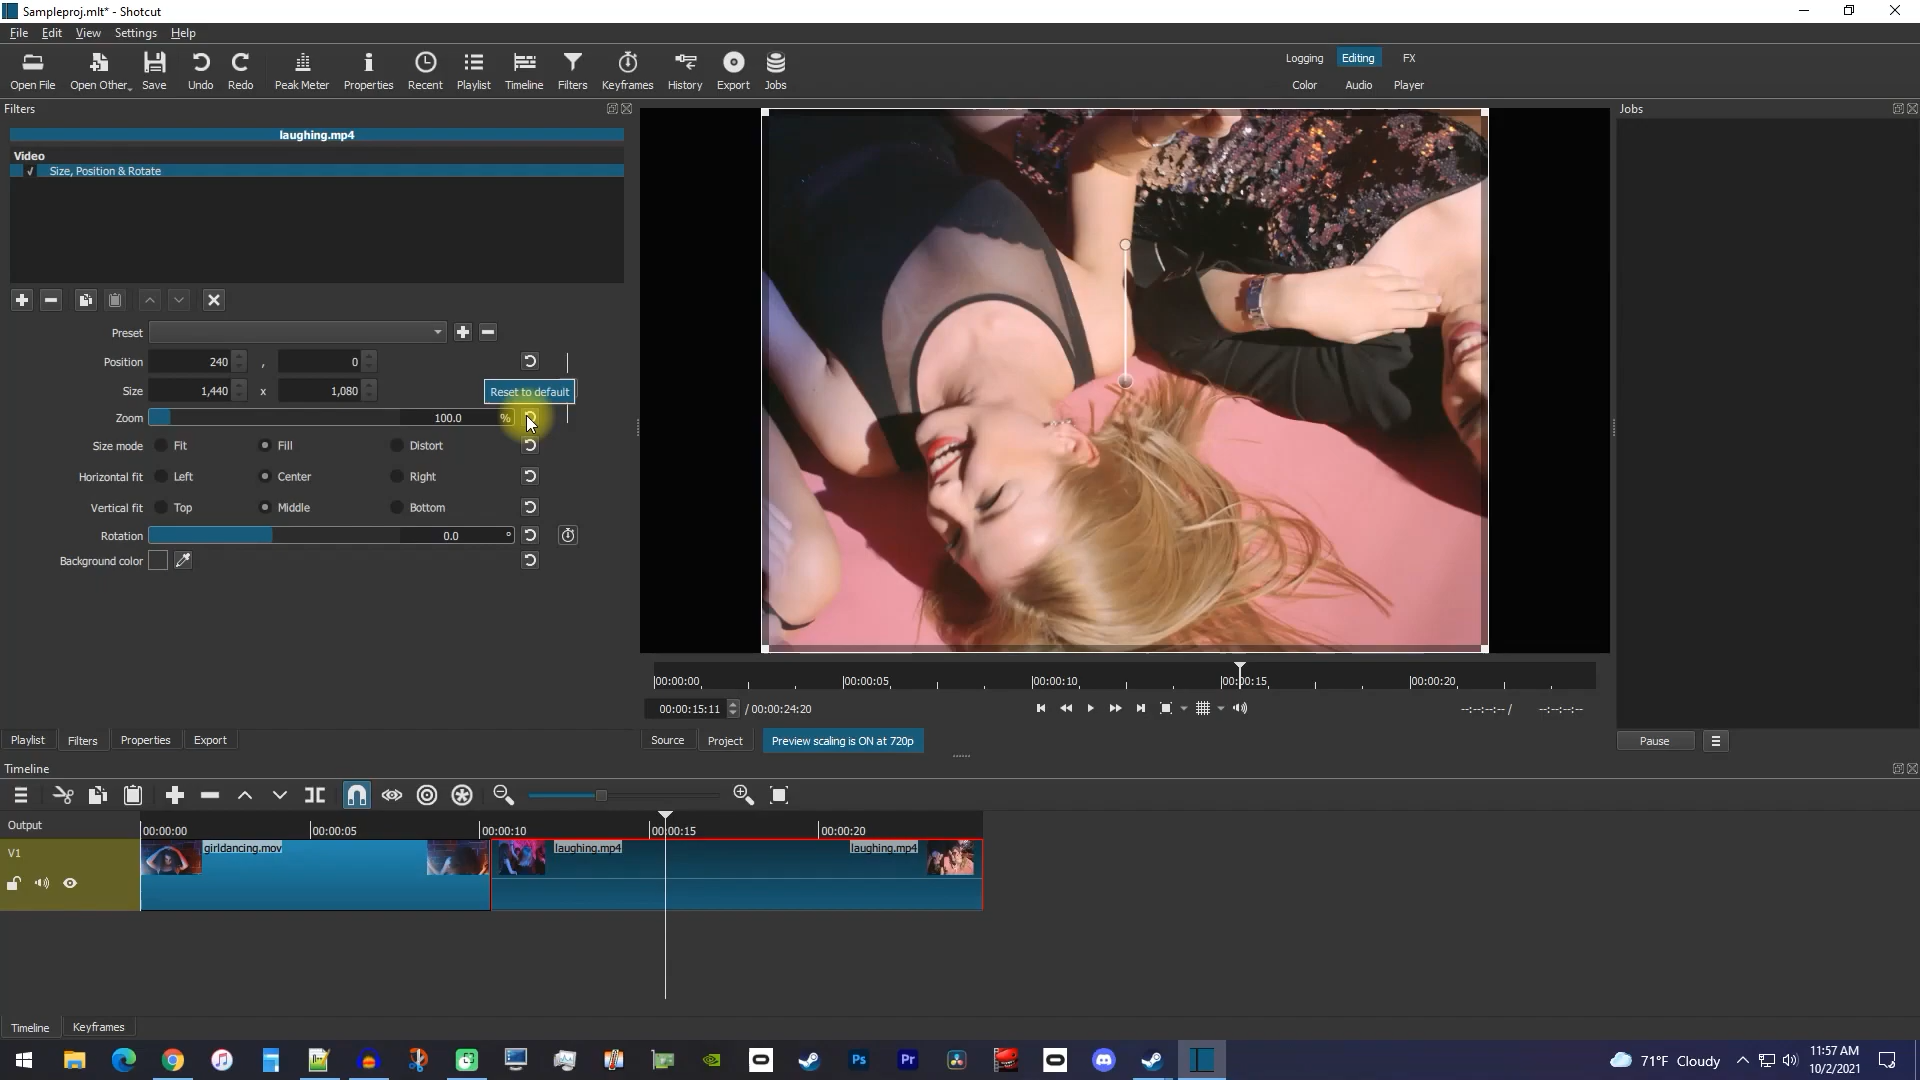 Sampleproj.mlt* - Shotcut
File Edit View Settings Help
Open File Open Other Save Undo Redo Peak Meter Properties Recent Playlist Timeline Filters Keyframes History Export Jobs
Logging Editing FX
Color Audio Player
Filters
Jobs
laughing.mp4
Video
√ Size, Position & Rotate
Preset
Position 240 , 0
Size 1,440 x 1,080
Reset to default
Zoom 100.0 %
Size mode Fit Fill Distort
Horizontal fit Left Center Right
Vertical fit Top Middle Bottom
Rotation 0.0 °
Background color
00:00:00 00:00:05 00:00:10 00:00:15 00:00:20
00:00:15:11 / 00:00:24:20
--:--:--:-- / --:--:--:--
Playlist Filters Properties Export
Source Project Preview scaling is ON at 720p
Pause
Timeline
Output
00:00:00 00:00:05 00:00:10 00:00:15 00:00:20
V1
girldancing.mov laughing.mp4 laughing.mp4
Timeline Keyframes
Ps Pr
71°F Cloudy
11:57 AM
10/2/2021